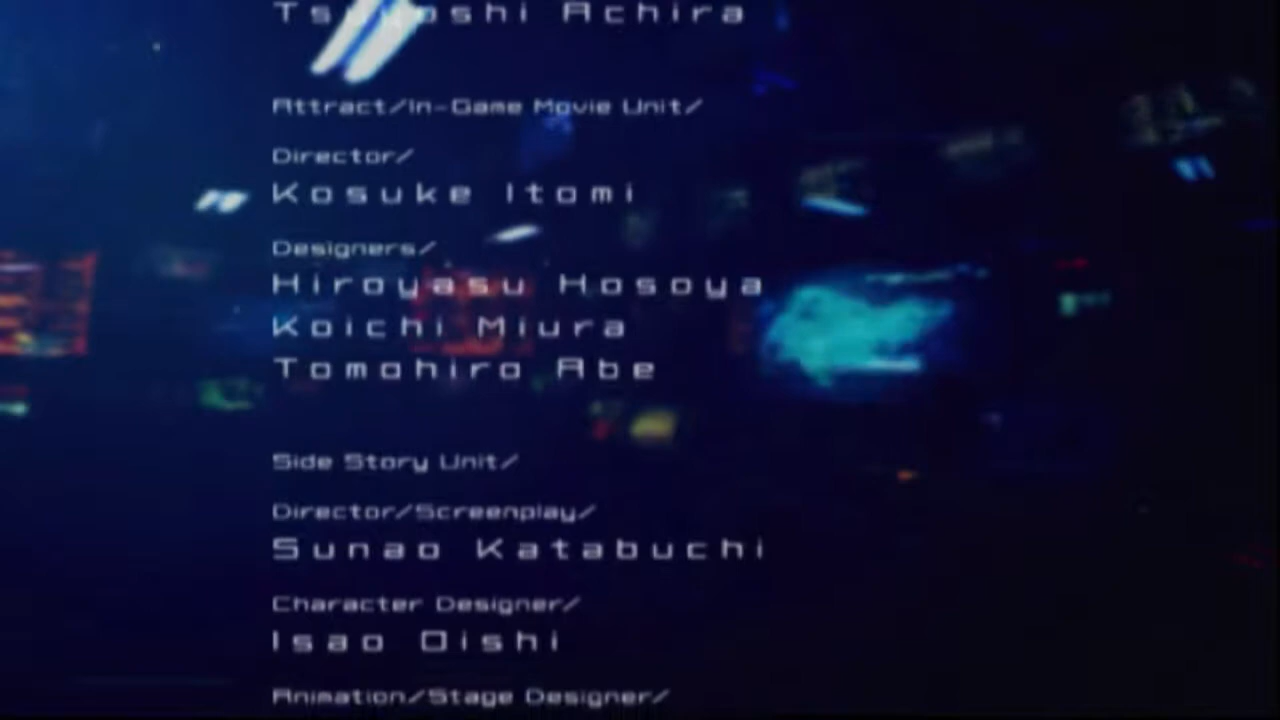 Achira
Attract/In-Game Movie Unit/
Director/
Kosuke Itomi
Designers/
Hiroyasu Hosoya
Koichi Miura
Tomohiro Abe
Side Story Unit/
Director/Screenplay/
Sunao Katabuchi
Character Designer/
Isao Oishi
Animation/Stage Designer/